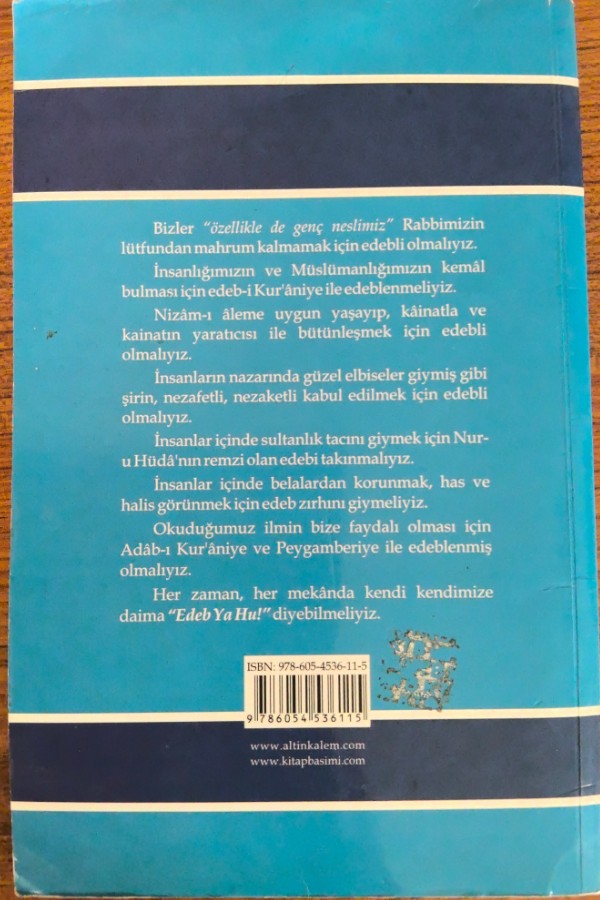 Bizler "özellikle de genç neslimiz" Rabbimizin
lütfundan mahrum kalmamak için edebli olmalıyız.
İnsanlığımızın ve Müslümanlığımızın kemâl
bulması için edeb-i Kur'âniye ile edeblenmeliyiz.
Nizâm-ı âleme uygun yaşayıp, kâinatla ve
kainatın yaratıcısı ile bütünleşmek için edebli
olmalıyız.
İnsanların nazarında güzel elbiseler giymiş gibi
şirin, nezafetli, nezaketli kabul edilmek için edebli
olmalıyız.
İnsanlar içinde sultanlık tacını giymek için Nur-
u Hüdâ'nın remzi olan edebi takınmalıyız.
İnsanlar içinde belalardan korunmak, has ve
halis görünmek için edeb zırhını giymeliyiz.
Okuduğumuz ilmin bize faydalı olması için
Adâb-ı Kur'âniye ve Peygamberiye ile edeblenmiş
olmalıyız.
Her zaman, her mekânda kendi kendimize
daima "Edeb Ya Hu!" diyebilmeliyiz.
ISBN: 978-605-4536-11-5
9 786054 536115
www.altinkalem.com
www.kitapbasimi.com